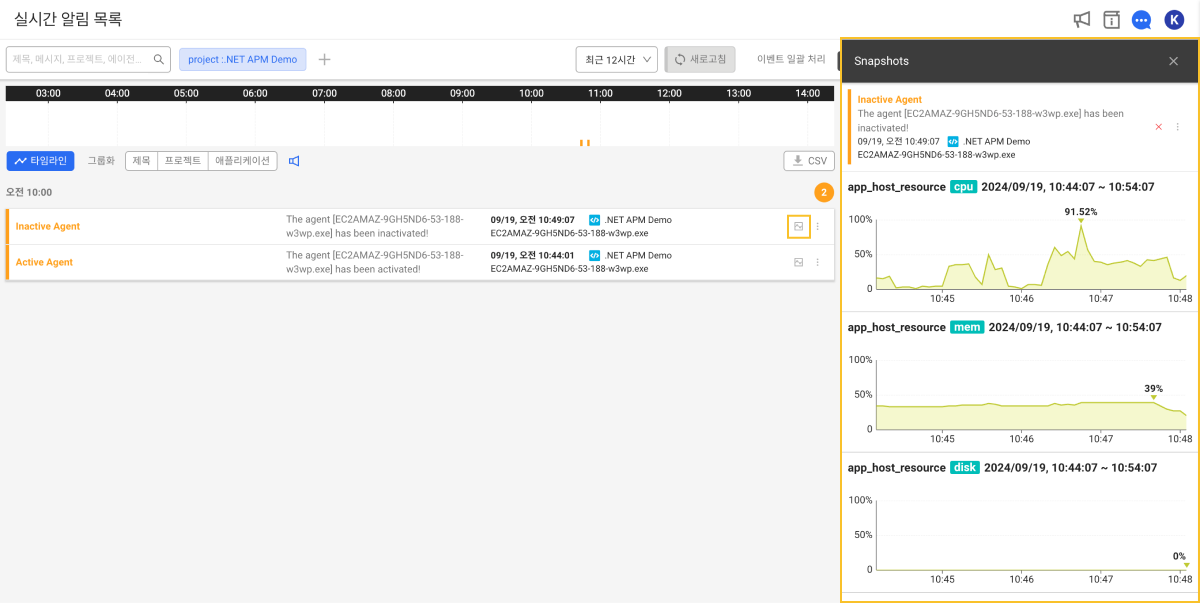 실시간 알림 목록
K
제목, 메시지, 프로젝트, 에이전...
project :.NET APM Demo
최근 12시간
새로고침
이벤트 일괄 처리
03:00 04:00 05:00 06:00 07:00 08:00 09:00 10:00 11:00 12:00 13:00 14:00
타임라인
그룹화
제목 프로젝트 애플리케이션
CSV
오전 10:00
2
Inactive Agent
The agent [EC2AMAZ-9GH5ND6-53-188-
w3wp.exe] has been inactivated!
09/19, 오전 10:49:07 .NET APM Demo
EC2AMAZ-9GH5ND6-53-188-w3wp.exe
Active Agent
The agent [EC2AMAZ-9GH5ND6-53-188-
w3wp.exe] has been activated!
09/19, 오전 10:44:01 .NET APM Demo
EC2AMAZ-9GH5ND6-53-188-w3wp.exe
Snapshots
Inactive Agent
The agent [EC2AMAZ-9GH5ND6-53-188-w3wp.exe] has been
inactivated!
09/19, 오전 10:49:07 .NET APM Demo
EC2AMAZ-9GH5ND6-53-188-w3wp.exe
app_host_resource cpu 2024/09/19, 10:44:07 ~ 10:54:07
91.52%
100%
50%
0
10:45 10:46 10:47 10:48
app_host_resource mem 2024/09/19, 10:44:07 ~ 10:54:07
100%
39%
50%
0
10:45 10:46 10:47 10:48
app_host_resource disk 2024/09/19, 10:44:07 ~ 10:54:07
100%
50%
0%
0
10:45 10:46 10:47 10:48